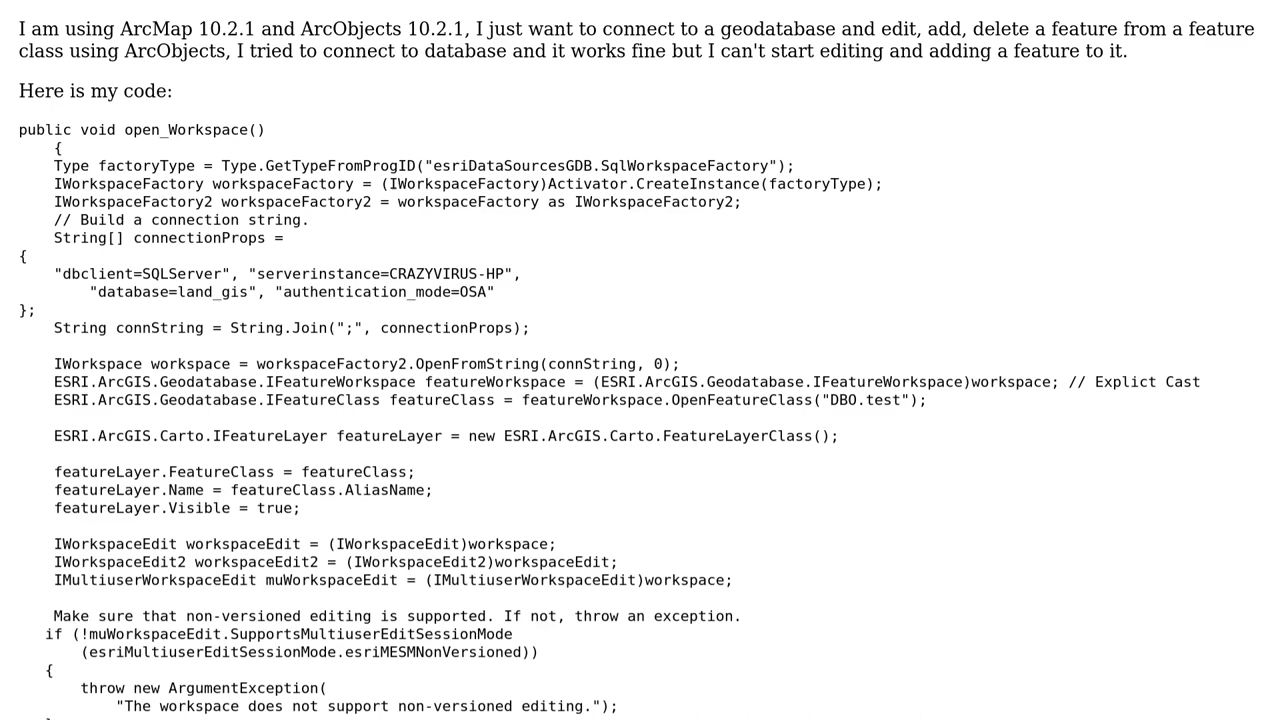 I am using ArcMap 10.2.1 and ArcObjects 10.2.1, I just want to connect to a geodatabase and edit, add, delete a feature from a feature
class using ArcObjects, I tried to connect to database and it works fine but I can't start editing and adding a feature to it.
Here is my code:
public void open_Workspace()
    {
    Type factoryType = Type.GetTypeFromProgID("esriDataSourcesGDB.SqlWorkspaceFactory");
    IWorkspaceFactory workspaceFactory = (IWorkspaceFactory)Activator.CreateInstance(factoryType);
    IWorkspaceFactory2 workspaceFactory2 = workspaceFactory as IWorkspaceFactory2;
    // Build a connection string.
    String[] connectionProps =
{
    "dbclient=SQLServer", "serverinstance=CRAZYVIRUS-HP",
        "database=land_gis", "authentication_mode=OSA"
};
    String connString = String.Join(";", connectionProps);
    IWorkspace workspace = workspaceFactory2.OpenFromString(connString, 0);
    ESRI.ArcGIS.Geodatabase.IFeatureWorkspace featureWorkspace = (ESRI.ArcGIS.Geodatabase.IFeatureWorkspace)workspace; // Explict Cast
    ESRI.ArcGIS.Geodatabase.IFeatureClass featureClass = featureWorkspace.OpenFeatureClass("DBO.test");
    ESRI.ArcGIS.Carto.IFeatureLayer featureLayer = new ESRI.ArcGIS.Carto.FeatureLayerClass();
    featureLayer.FeatureClass = featureClass;
    featureLayer.Name = featureClass.AliasName;
    featureLayer.Visible = true;
    IWorkspaceEdit workspaceEdit = (IWorkspaceEdit)workspace;
    IWorkspaceEdit2 workspaceEdit2 = (IWorkspaceEdit2)workspaceEdit;
    IMultiuserWorkspaceEdit muWorkspaceEdit = (IMultiuserWorkspaceEdit)workspace;
    Make sure that non-versioned editing is supported. If not, throw an exception.
   if (!muWorkspaceEdit.SupportsMultiuserEditSessionMode
       (esriMultiuserEditSessionMode.esriMESMNonVersioned))
   {
       throw new ArgumentException(
           "The workspace does not support non-versioned editing.");